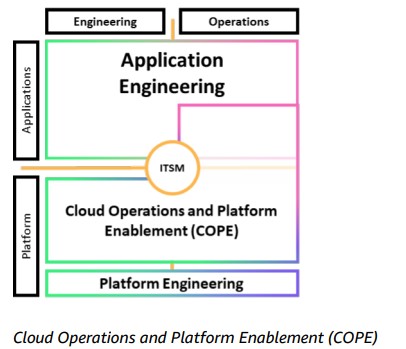 Engineering
Operations
Applications
Application
Engineering
ITSM
Platform
Cloud Operations and Platform
Enablement (COPE)
Platform Engineering
Cloud Operations and Platform Enablement (COPE)